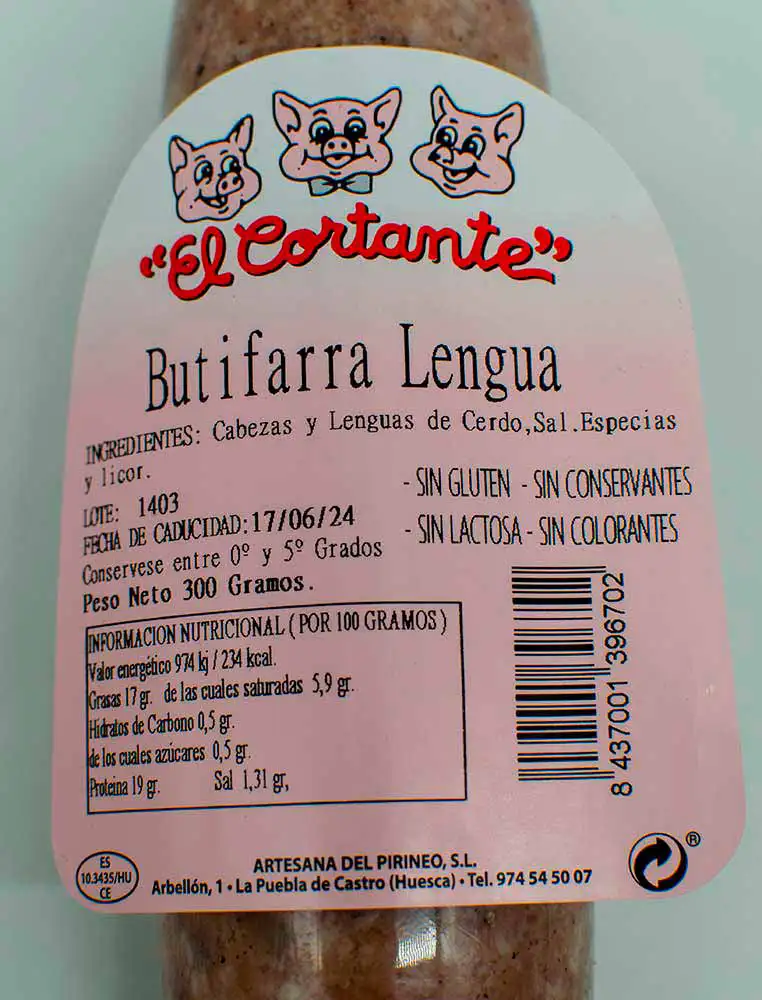 "El Cortante"
Butifarra Lengua
INGREDIENTES: Cabezas y Lenguas de Cerdo,Sal.Especias
y licor.
- SIN GLUTEN - SIN CONSERVANTES
- SIN LACTOSA - SIN COLORANTES
LOTE: 1403
FECHA DE CADUCIDAD:17/06/24
Conservese entre 0º y 5º Grados
Peso Neto 300 Gramos.
INFORMACION NUTRICIONAL ( POR 100 GRAMOS )
Valor energético 974 kj / 234 kcal.
Grasas 17 gr. de las cuales saturadas 5,9 gr.
Hidratos de Carbono 0,5 gr.
de los cuales azúcares 0,5 gr.
Proteina 19 gr. Sal 1,31 gr,
8 437001 396702
ES
10.3435/HU
CE
ARTESANA DEL PIRINEO, S.L.
Arbellón, 1 • La Puebla de Castro (Huesca) • Tel. 974 54 50 07
®